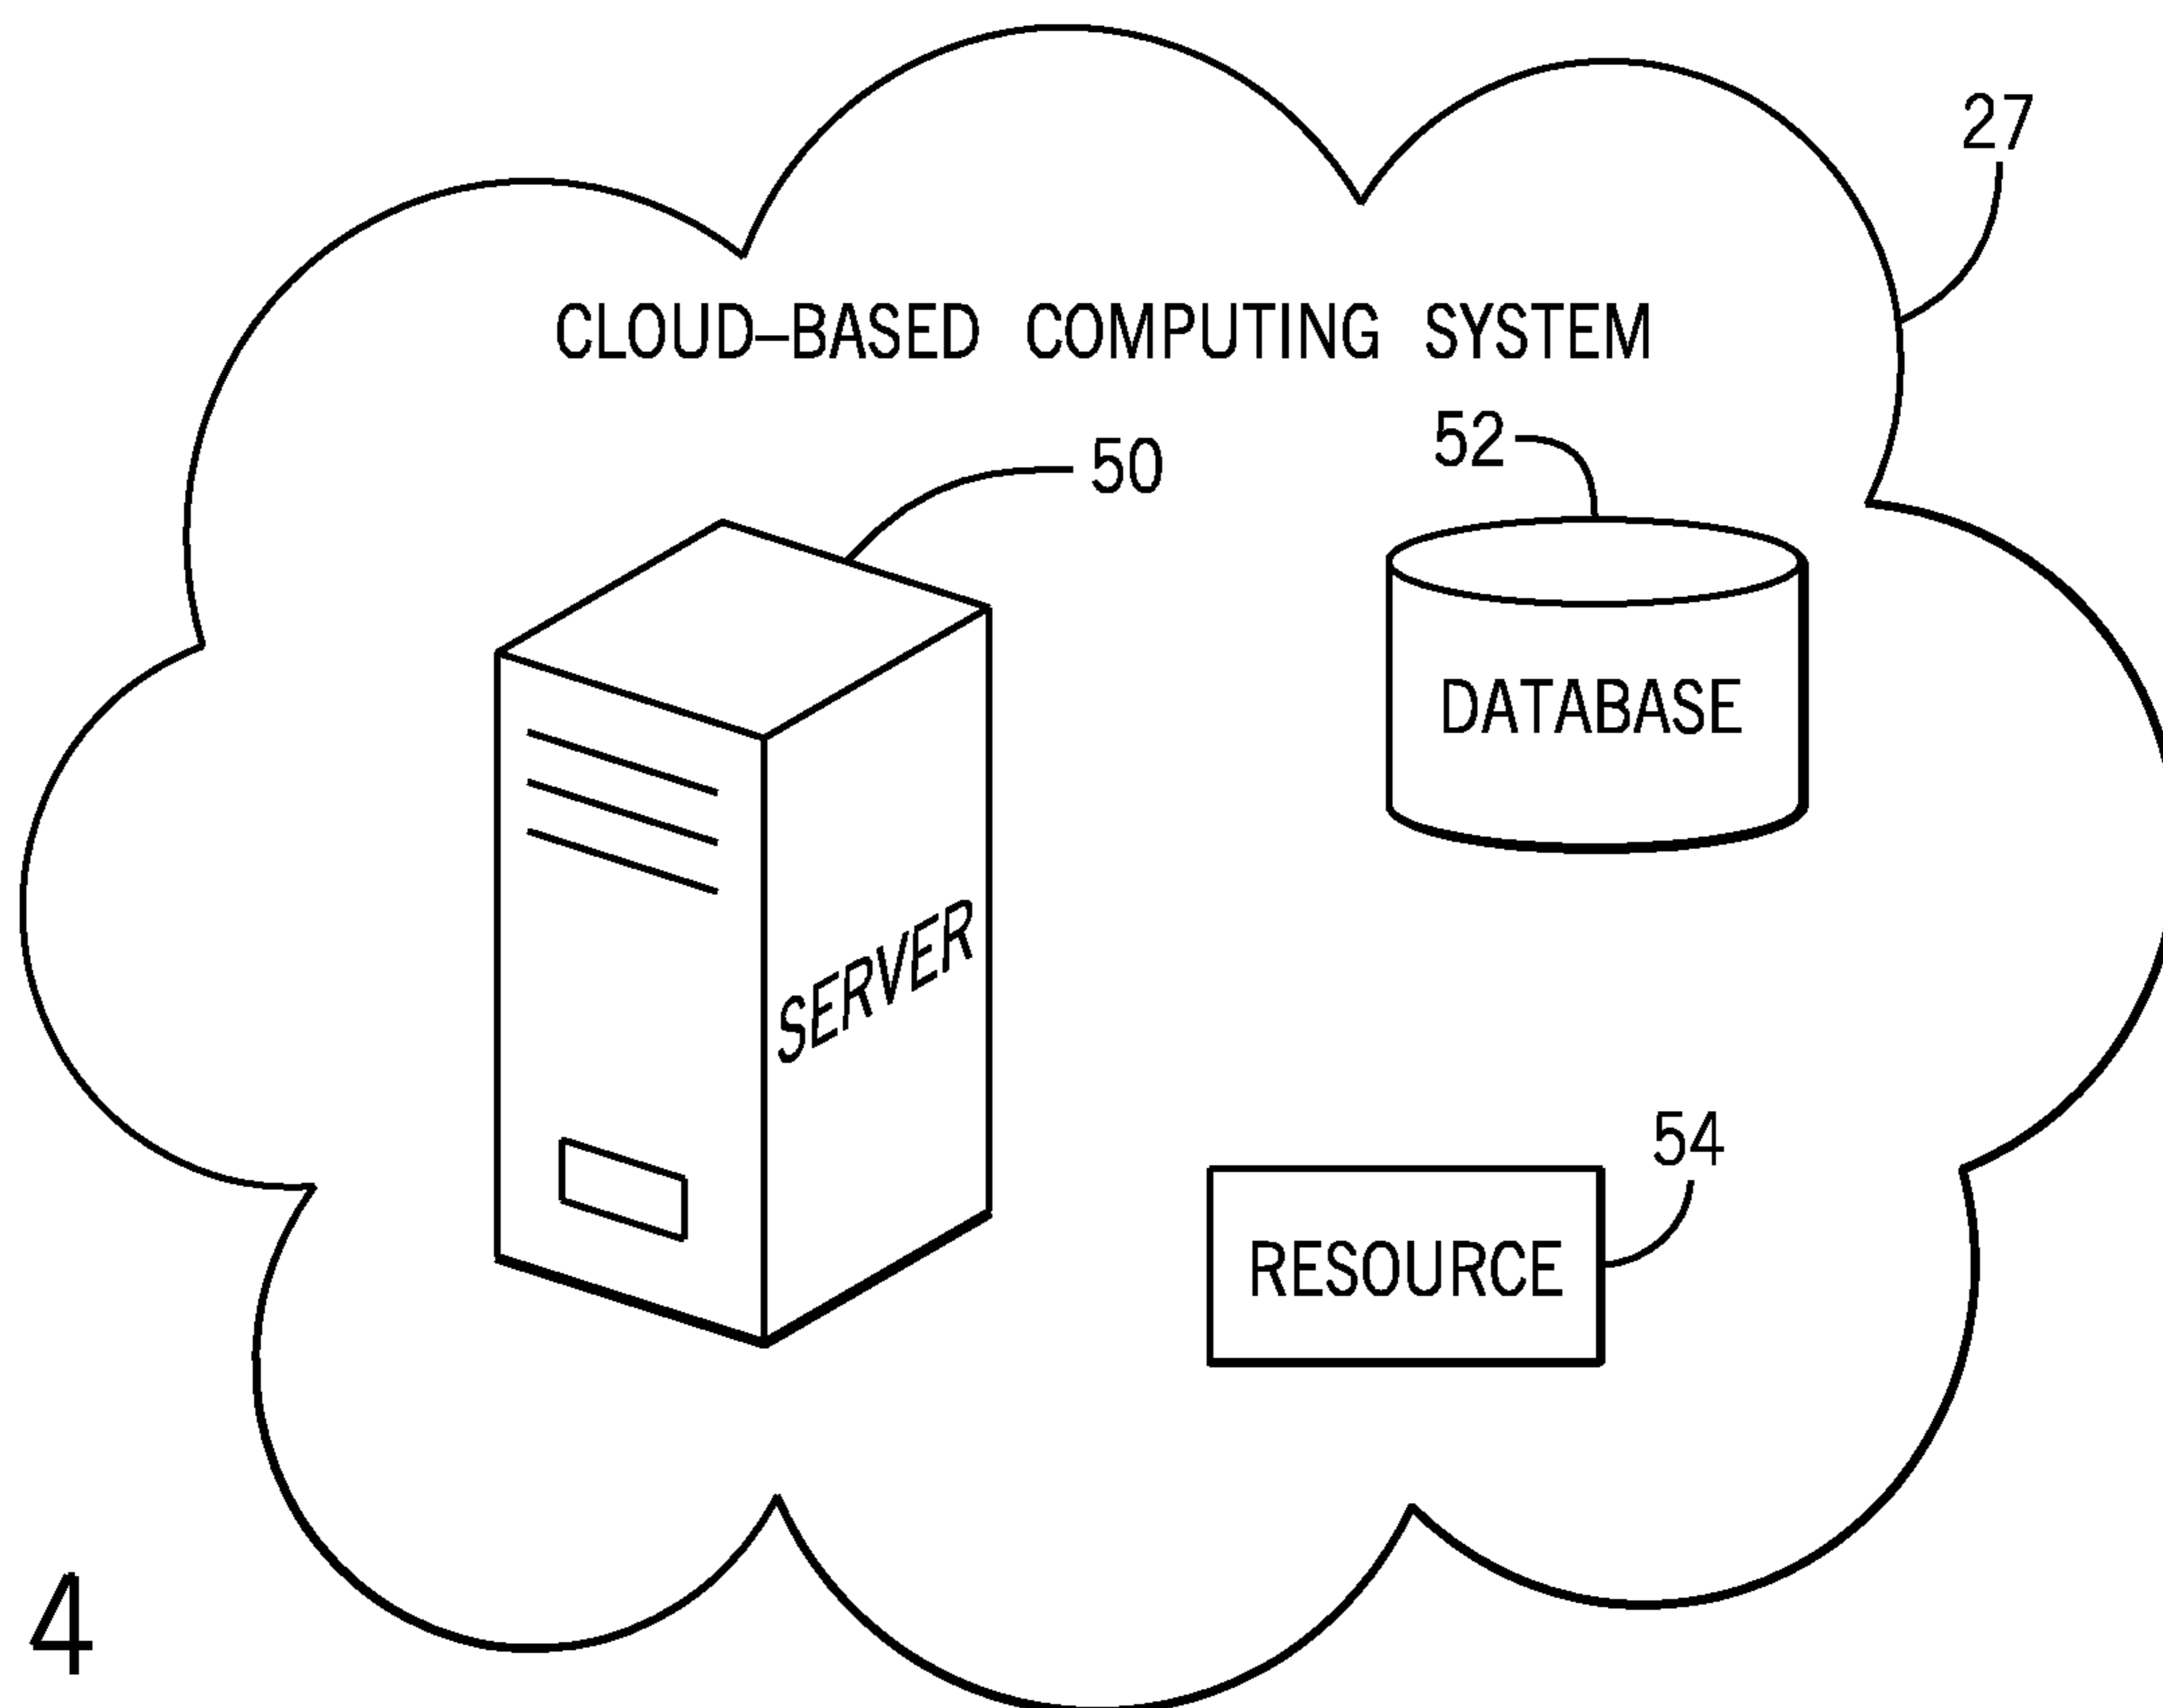 27
CLOUD-BASED COMPUTING SYSTEM
52
50
DATABASE
SERVER
54
RESOURCE
4